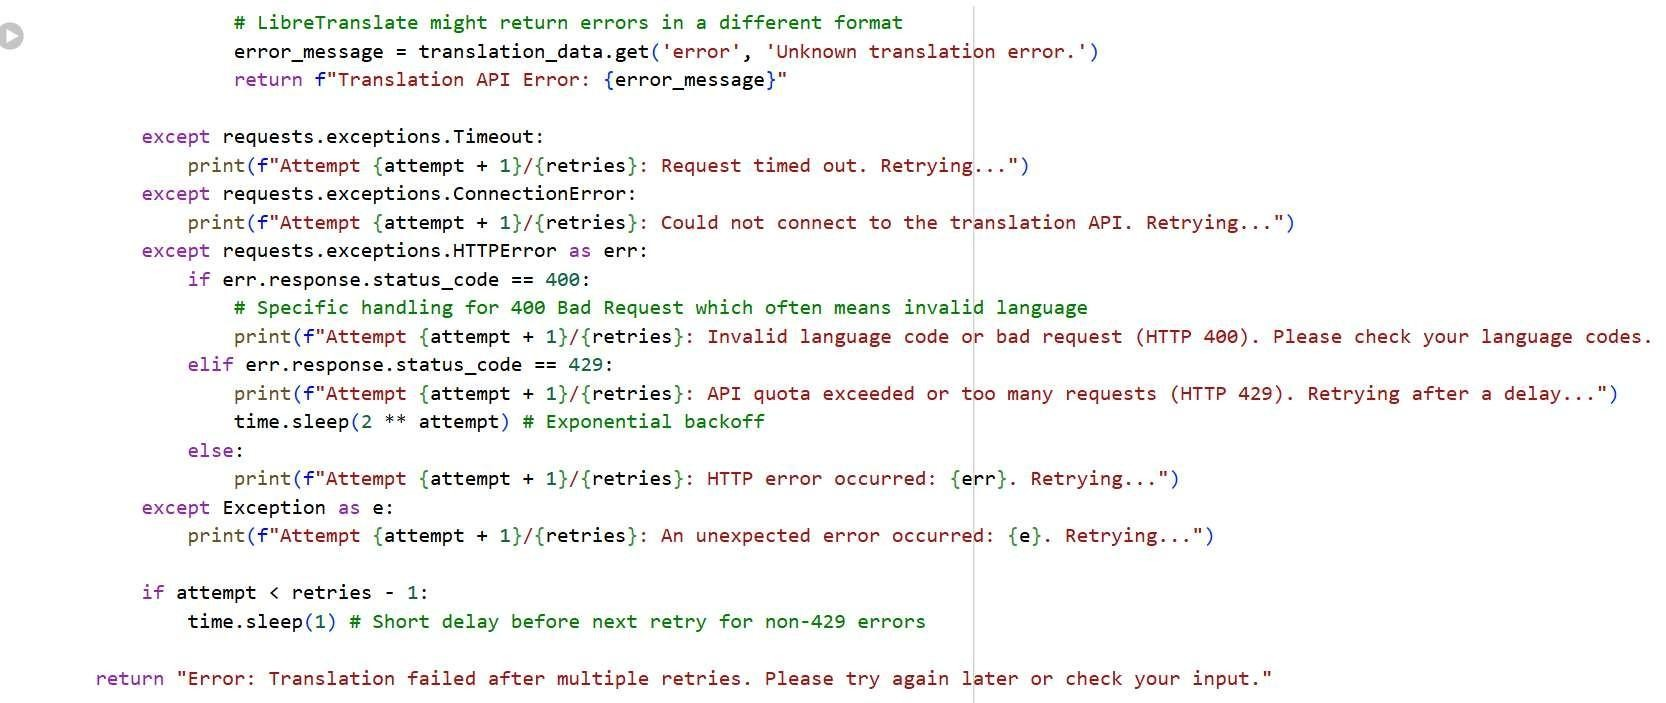 # LibreTranslate might return errors in a different format
error_message = translation_data.get('error', 'Unknown translation error.')
return f"Translation API Error: {error_message}"
except requests.exceptions.Timeout:
print(f"Attempt {attempt + 1}/{retries}: Request timed out. Retrying...")
except requests.exceptions.ConnectionError:
print(f"Attempt {attempt + 1}/{retries}: Could not connect to the translation API. Retrying...")
except requests.exceptions.HTTPError as err:
if err.response.status_code == 400:
# Specific handling for 400 Bad Request which often means invalid language
print(f"Attempt {attempt + 1}/{retries}: Invalid language code or bad request (HTTP 400). Please check your language codes.
elif err.response.status_code == 429:
print(f"Attempt {attempt + 1}/{retries}: API quota exceeded or too many requests (HTTP 429). Retrying after a delay...")
time.sleep(2 ** attempt) # Exponential backoff
else:
print(f"Attempt {attempt + 1}/{retries}: HTTP error occurred: {err}. Retrying...")
except Exception as e:
print(f"Attempt {attempt + 1}/{retries}: An unexpected error occurred: {e}. Retrying...")
if attempt < retries - 1:
time.sleep(1) # Short delay before next retry for non-429 errors
return "Error: Translation failed after multiple retries. Please try again later or check your input."